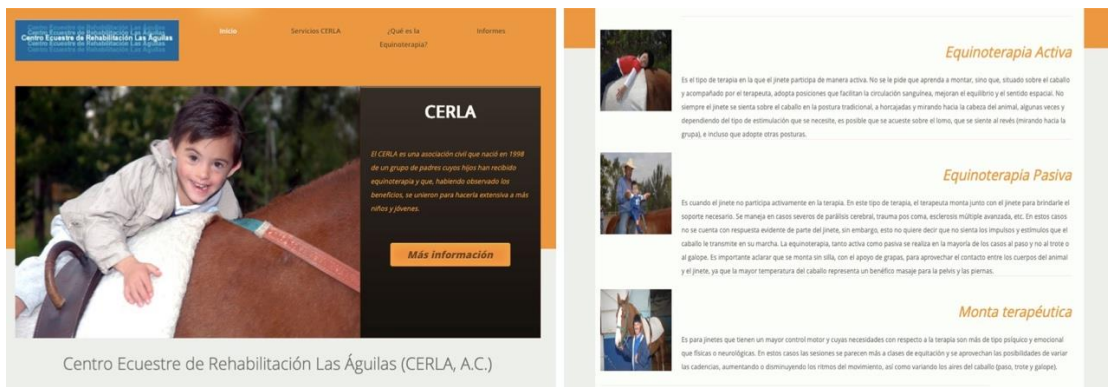 Centro Ecuestre de Rehabilitación Las Águilas
Centro Ecuestre de Rehabilitación Las Águilas
Centro Ecuestre de Rehabilitación Las Águilas
Inicio
Servicios CERLA
¿Qué es la
Equinoterapia?
Informes
CERLA
El CERLA es una asociación civil que nació en 1998
de un grupo de padres cuyos hijos han recibido
equinoterapia y que, habiendo observado los
beneficios, se unieron para hacerla extensiva a más
niños y jóvenes.
Más información
Centro Ecuestre de Rehabilitación Las Águilas (CERLA, A.C.)
Equinoterapia Activa
Es el tipo de terapia en la que el jinete participa de manera activa. No se le pide que aprenda a montar, sino que, situado sobre el caballo
y acompañado por el terapeuta, adopta posiciones que facilitan la circulación sanguínea, mejoran el equilibrio y el sentido espacial. No
siempre el jinete se sienta sobre el caballo en la postura tradicional, a horcajadas y mirando hacia la cabeza del animal, algunas veces y
dependiendo del tipo de estimulación que se necesite, es posible que se acueste sobre el lomo, que se siente al revés (mirando hacia la
grupa), e incluso que adopte otras posturas.
Equinoterapia Pasiva
Es cuando el jinete no participa activamente en la terapia. En este tipo de terapia, el terapeuta monta junto con el jinete para brindarle el
soporte necesario. Se maneja en casos severos de parálisis cerebral, trauma pos coma, esclerosis múltiple avanzada, etc. En estos casos
no se cuenta con respuesta evidente de parte del jinete, sin embargo, esto no quiere decir que no sienta los impulsos y estímulos que el
caballo le transmite en su marcha. La equinoterapia, tanto activa como pasiva se realiza en la mayoría de los casos al paso y no al trote o
al galope. Es importante aclarar que se monta sin silla, con el apoyo de grapas, para aprovechar el contacto entre los cuerpos del animal
y el jinete, ya que la mayor temperatura del caballo representa un benéfico masaje para la pelvis y las piernas.
Monta terapéutica
Es para jinetes que tienen un mayor control motor y cuyas necesidades con respecto a la terapia son más de tipo psíquico y emocional
que físicas o neurológicas. En estos casos las sesiones se parecen más a clases de equitación y se aprovechan las posibilidades de variar
las cadencias, aumentando o disminuyendo los ritmos del movimiento, así como variando los aires del caballo (paso, trote y galope).